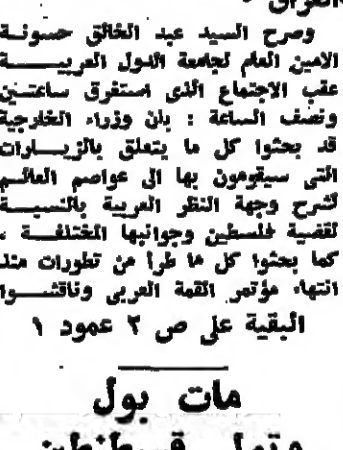 العراق .
وصرح السيد عبد الخالق حسونة
الامين العام لجامعة الدول العربية
عقب الاجتماع الذى استغرق ساعتين
ونصف الساعة : بان وزراء الخارجية
قد بحثوا كل ما يتعلق بالزيارات
التى سيقومون بها الى عواصم العالم
لشرح وجهة النظر العربية بالنسبة
لقضية فلسطين وجوانبها المختلفة ،
كما بحثوا كل ما طرأ من تطورات منذ
انتهاء مؤتمر القمة العربى وناقشوا
البقية على ص ٢ عمود ١
مات بول